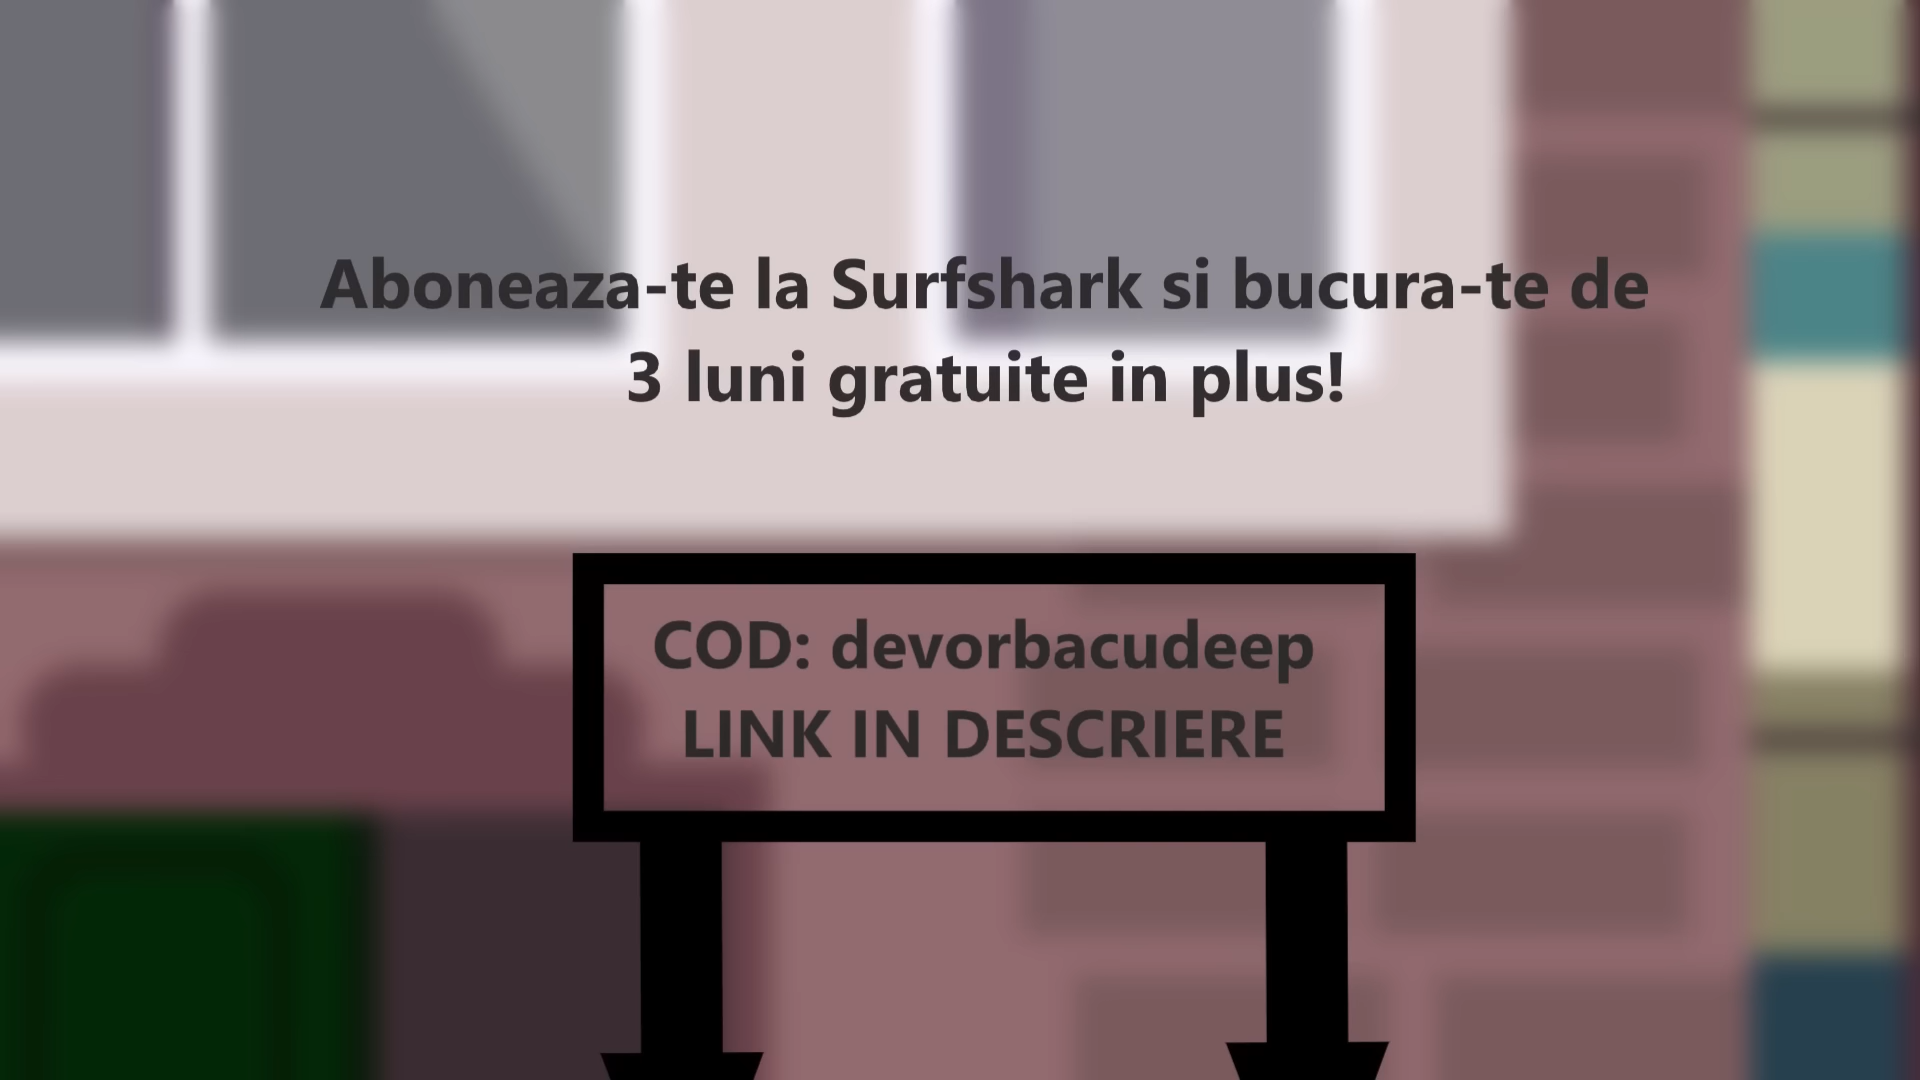 Aboneaza-te la Surfshark si bucura-te de
3 luni gratuite in plus!
COD: devorbacudeep
LINK IN DESCRIERE